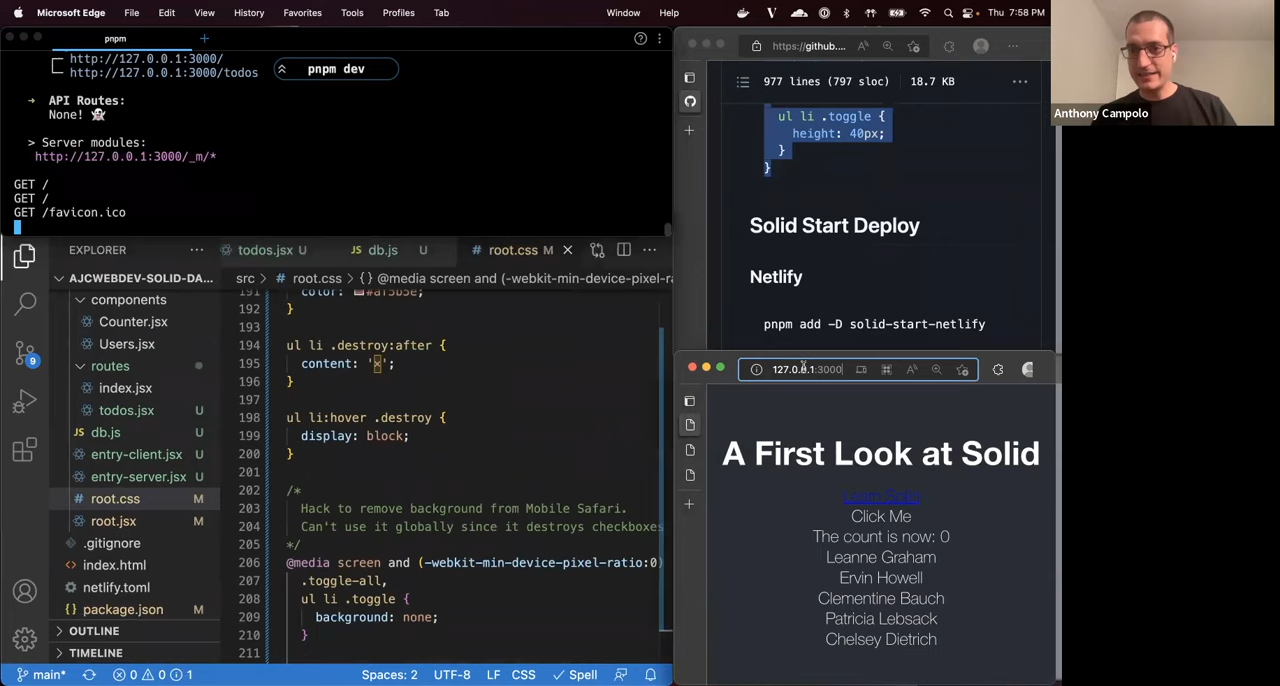 Microsoft Edge File Edit View History Favorites Tools Profiles Tab Window Help Thu 7:58 PM
pnpm
http://127.0.0.1:3000/
http://127.0.0.1:3000/todos
pnpm dev
→ API Routes:
None! 👻
> Server modules:
http://127.0.0.1:3000/_m/*
GET /
GET /
GET /favicon.ico
https://github....
977 lines (797 sloc) 18.7 KB
ul li .toggle {
height: 40px;
}
}
Solid Start Deploy
Netlify
pnpm add -D solid-start-netlify
Anthony Campolo
EXPLORER
AJCWEBDEV-SOLID-DA...
components
Counter.jsx
Users.jsx
routes
index.jsx
todos.jsx U
db.js U
entry-client.jsx U
entry-server.jsx U
root.css M
root.jsx M
.gitignore
index.html
netlify.toml
package.json M
OUTLINE
TIMELINE
9
todos.jsx U JS db.js U # root.css M
src > # root.css > {} @media screen and (-webkit-min-device-pixel-ra
191 color: #af5b5e;
192 }
193
194 ul li .destroy:after {
195 content: '×';
196 }
197
198 ul li:hover .destroy {
199 display: block;
200 }
201
202 /*
203 Hack to remove background from Mobile Safari.
204 Can't use it globally since it destroys checkboxes
205 */
206 @media screen and (-webkit-min-device-pixel-ratio:0)
207 .toggle-all,
208 ul li .toggle {
209 background: none;
210 }
211
127.0.0.1:3000
A First Look at Solid
Learn Solid
Click Me
The count is now: 0
Leanne Graham
Ervin Howell
Clementine Bauch
Patricia Lebsack
Chelsey Dietrich
main* 0 0 1 Spaces: 2 UTF-8 LF CSS Spell